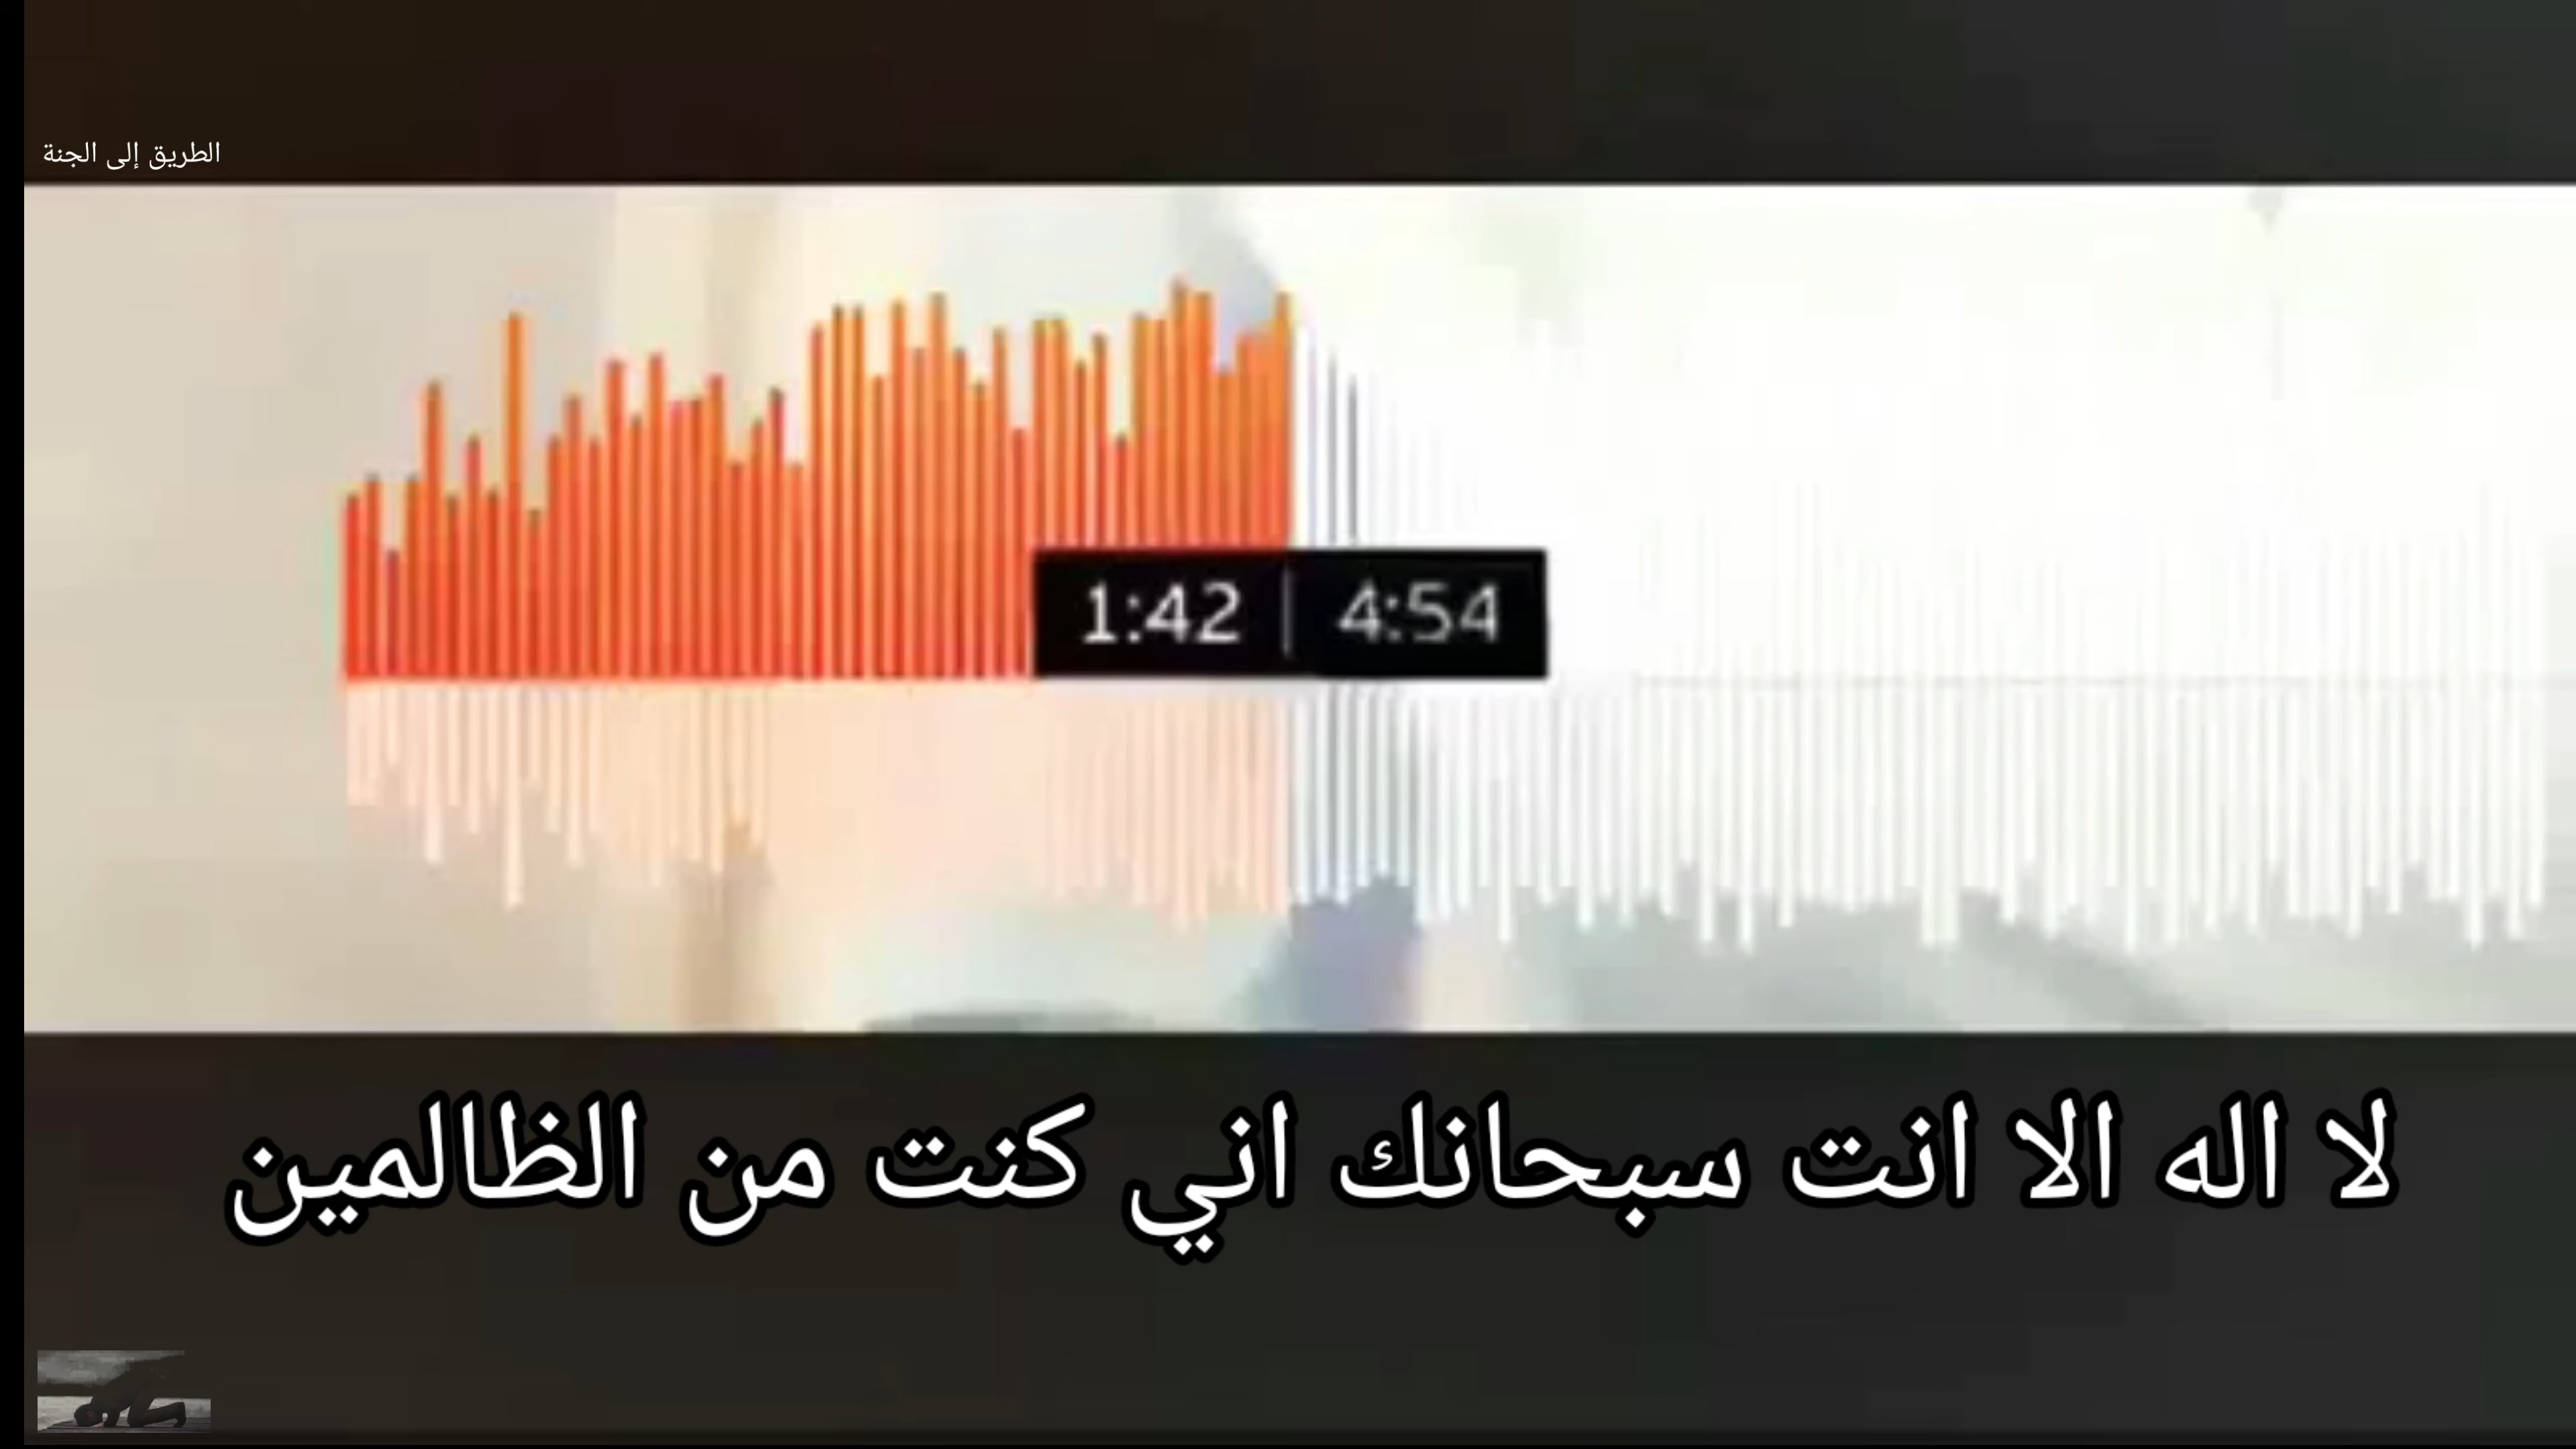 الطريق إلى الجنة
1:42 | 4:54
لا اله الا انت سبحانك اني كنت من الظالمين